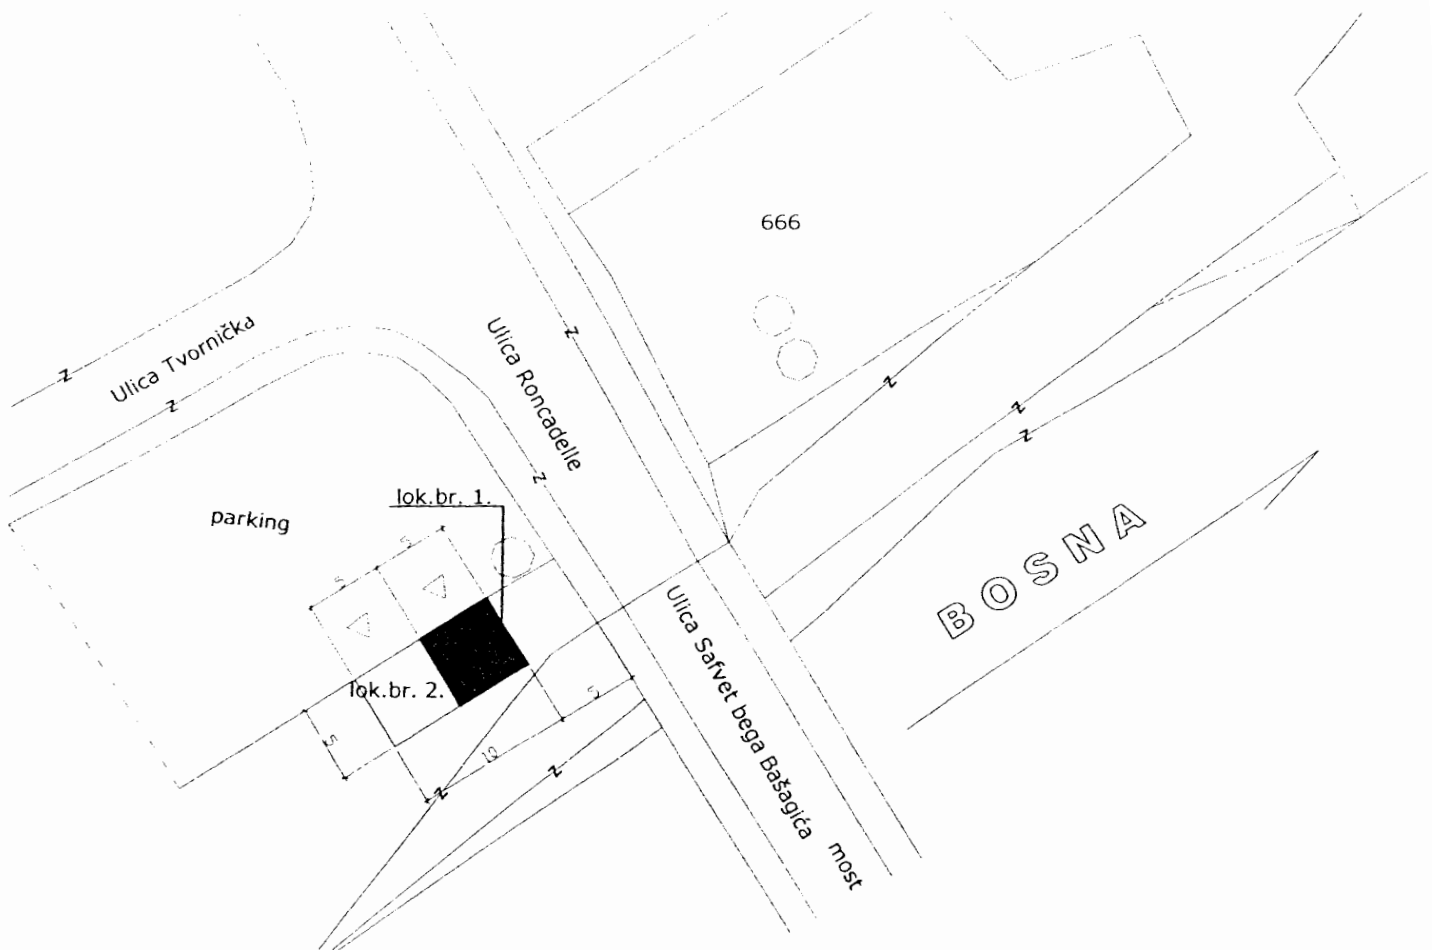 666
Ulica Tvornička
Ulica Roncadelle
lok.br. 1.
parking
5
5
BOSNA
Ulica Safvet bega Bašagića most
lok.br. 2.
5
5
10